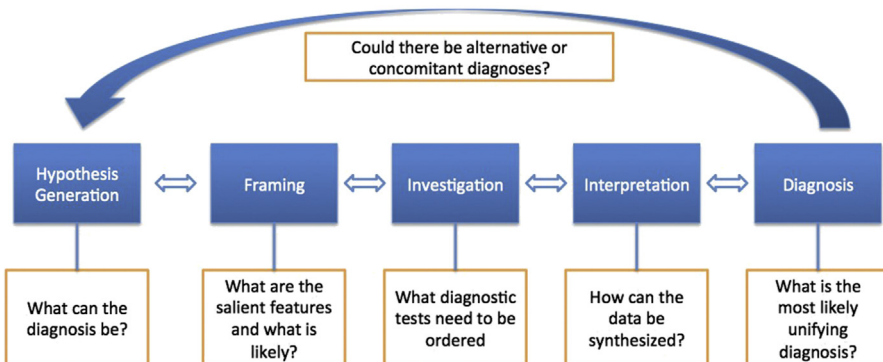 Could there be alternative or
concomitant diagnoses?
Hypothesis
Generation
Framing
Investigation
Interpretation
Diagnosis
What can the
diagnosis be?
What are the
salient features
and what is
likely?
What diagnostic
tests need to be
ordered
How can the
data be
synthesized?
What is the
most likely
unifying
diagnosis?